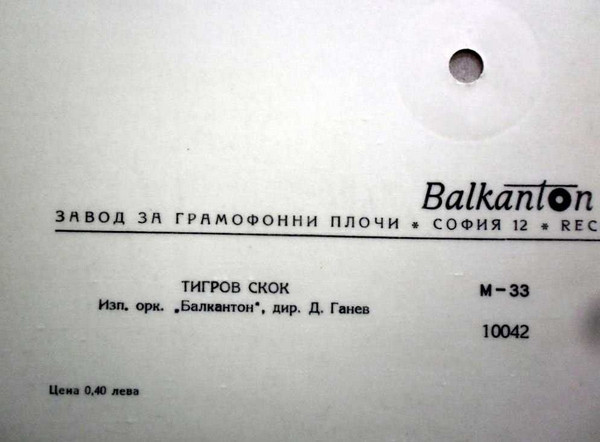 Balkanton
ЗАВОД ЗА ГРАМОФОННИ ПЛОЧИ * СОФИЯ 12 * REC
ТИГРОВ СКОК
М-33
Изп. орк. „Балкантон“, дир. Д. Ганев
10042
Цена 0,40 лева